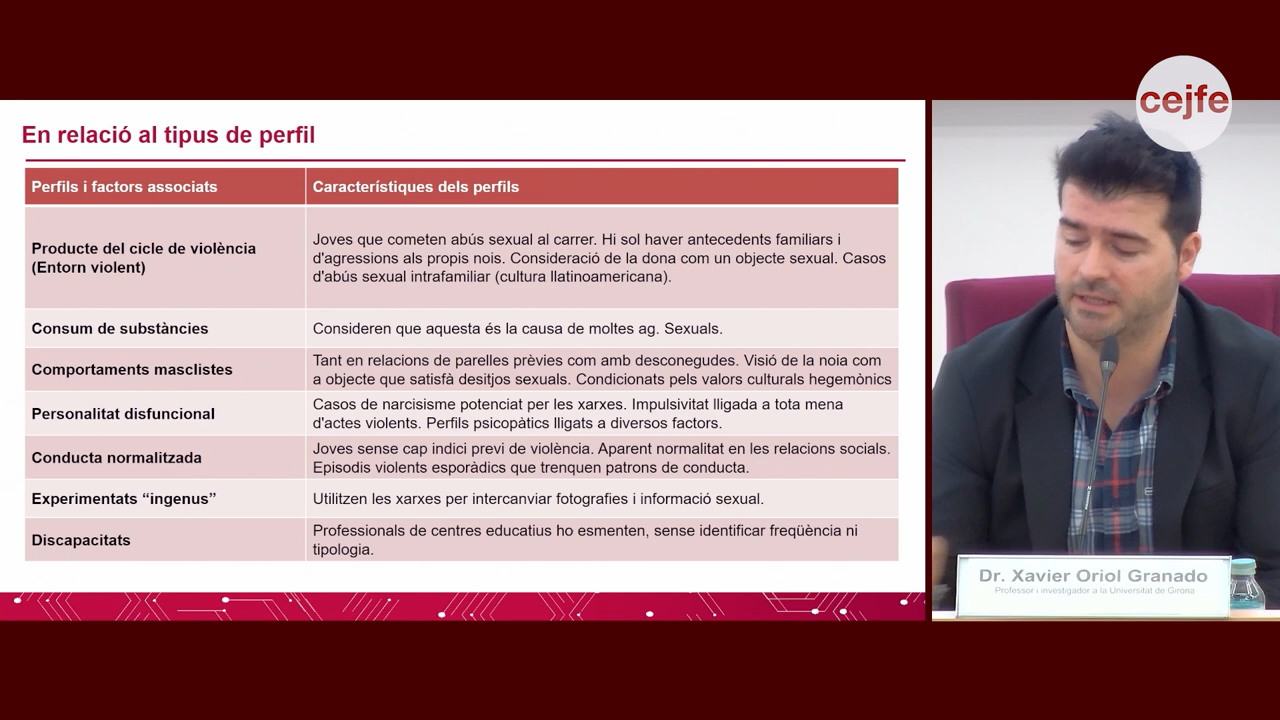 cejfe
En relació al tipus de perfil
Perfils i factors associats
Característiques dels perfils
Producte del cicle de violència
(Entorn violent)
Joves que cometen abús sexual al carrer. Hi sol haver antecedents familiars i
d'agressions als propis nois. Consideració de la dona com un objecte sexual. Casos
d'abús sexual intrafamiliar (cultura llatinoamericana).
Consum de substàncies
Consideren que aquesta és la causa de moltes ag. Sexuals.
Comportaments masclistes
Tant en relacions de parelles prèvies com amb desconegudes. Visió de la noia com
a objecte que satisfà desitjos sexuals. Condicionats pels valors culturals hegemònics
Personalitat disfuncional
Casos de narcisisme potenciat per les xarxes. Impulsivitat lligada a tota mena
d'actes violents. Perfils psicopàtics lligats a diversos factors.
Conducta normalitzada
Joves sense cap indici previ de violència. Aparent normalitat en les relacions socials.
Episodis violents esporàdics que trenquen patrons de conducta.
Experimentats “ingenus”
Utilitzen les xarxes per intercanviar fotografies i informació sexual.
Discapacitats
Professionals de centres educatius ho esmenten, sense identificar freqüència ni
tipologia.
Dr. Xavier Oriol Granado
Professor i investigador a la Universitat de Girona